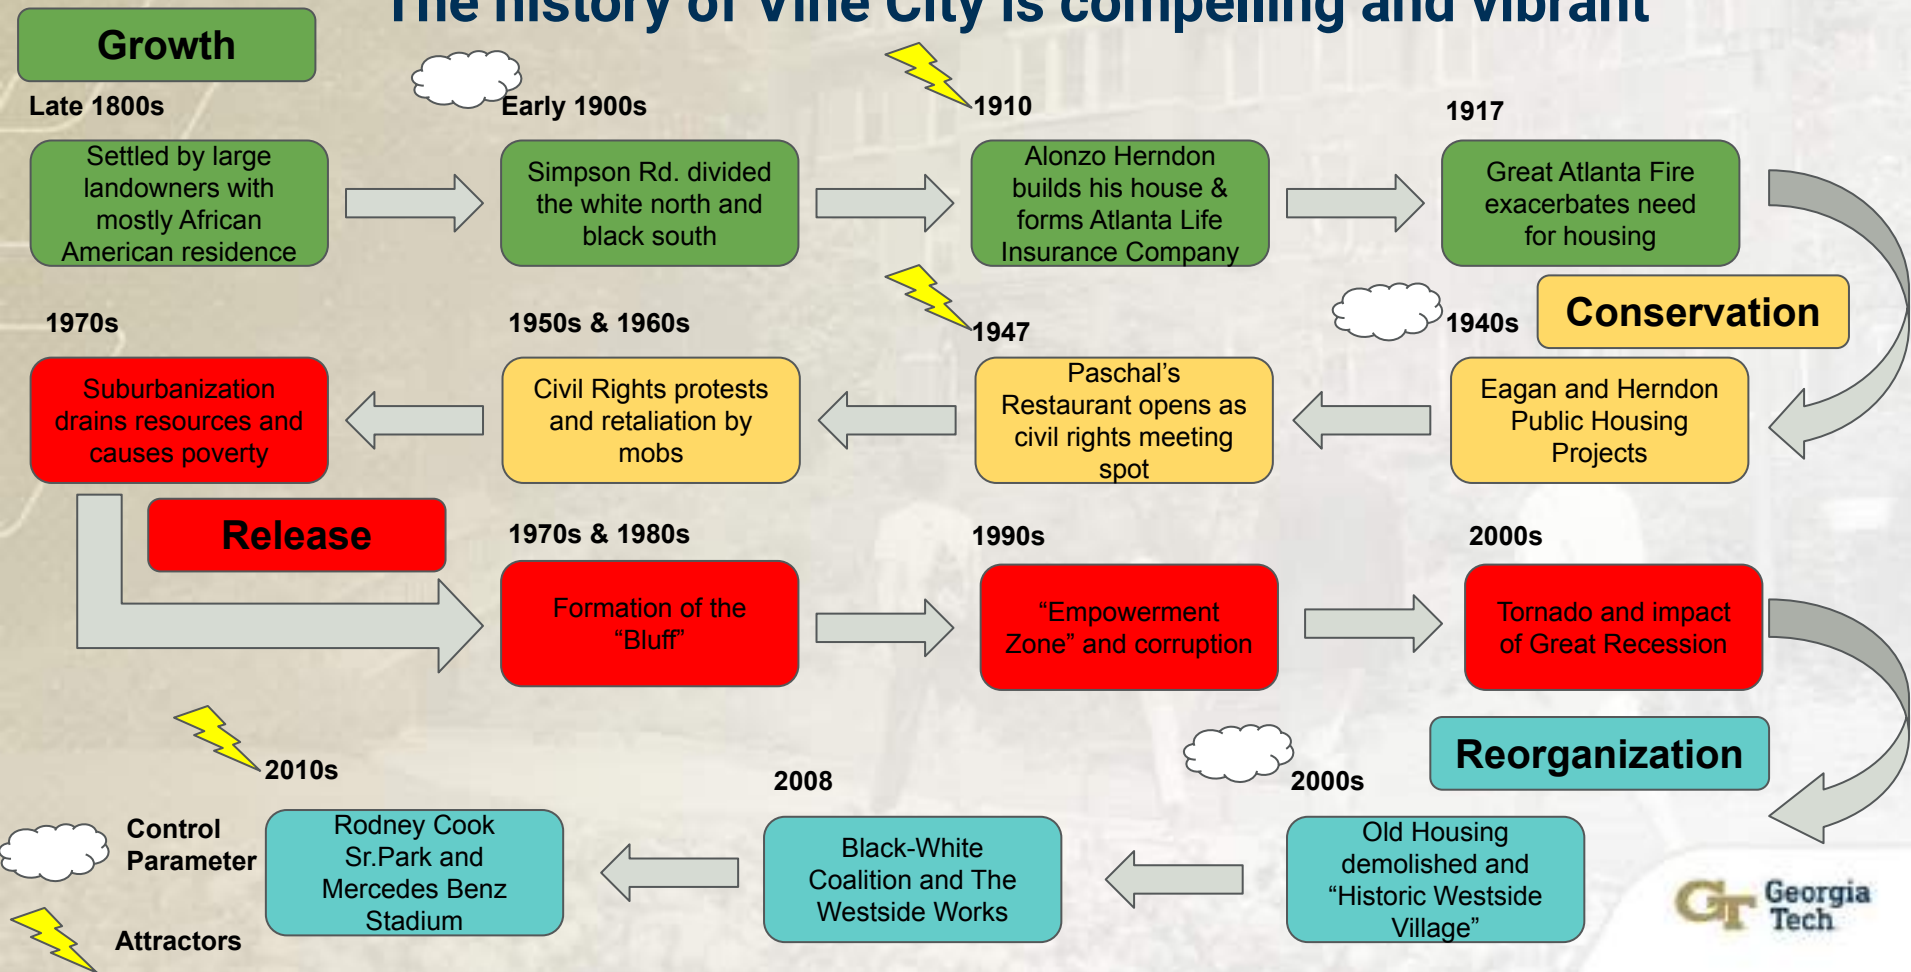 The history of Vine City is compelling and vibrant
Growth
Late 1800s
Settled by large
landowners with
mostly African
American residence
Early 1900s
Simpson Rd. divided
the white north and
black south
1910
Alonzo Herndon
builds his house &
forms Atlanta Life
Insurance Company
1917
Great Atlanta Fire
exacerbates need
for housing
Conservation
1940s
Eagan and Herndon
Public Housing
Projects
1947
Paschal’s
Restaurant opens as
civil rights meeting
spot
1950s & 1960s
Civil Rights protests
and retaliation by
mobs
1970s
Suburbanization
drains resources and
causes poverty
Release
1970s & 1980s
Formation of the
“Bluff”
1990s
“Empowerment
Zone” and corruption
2000s
Tornado and impact
of Great Recession
Reorganization
2000s
Old Housing
demolished and
“Historic Westside
Village”
2008
Black-White
Coalition and The
Westside Works
2010s
Rodney Cook
Sr.Park and
Mercedes Benz
Stadium
Control
Parameter
Attractors
GT Georgia
Tech